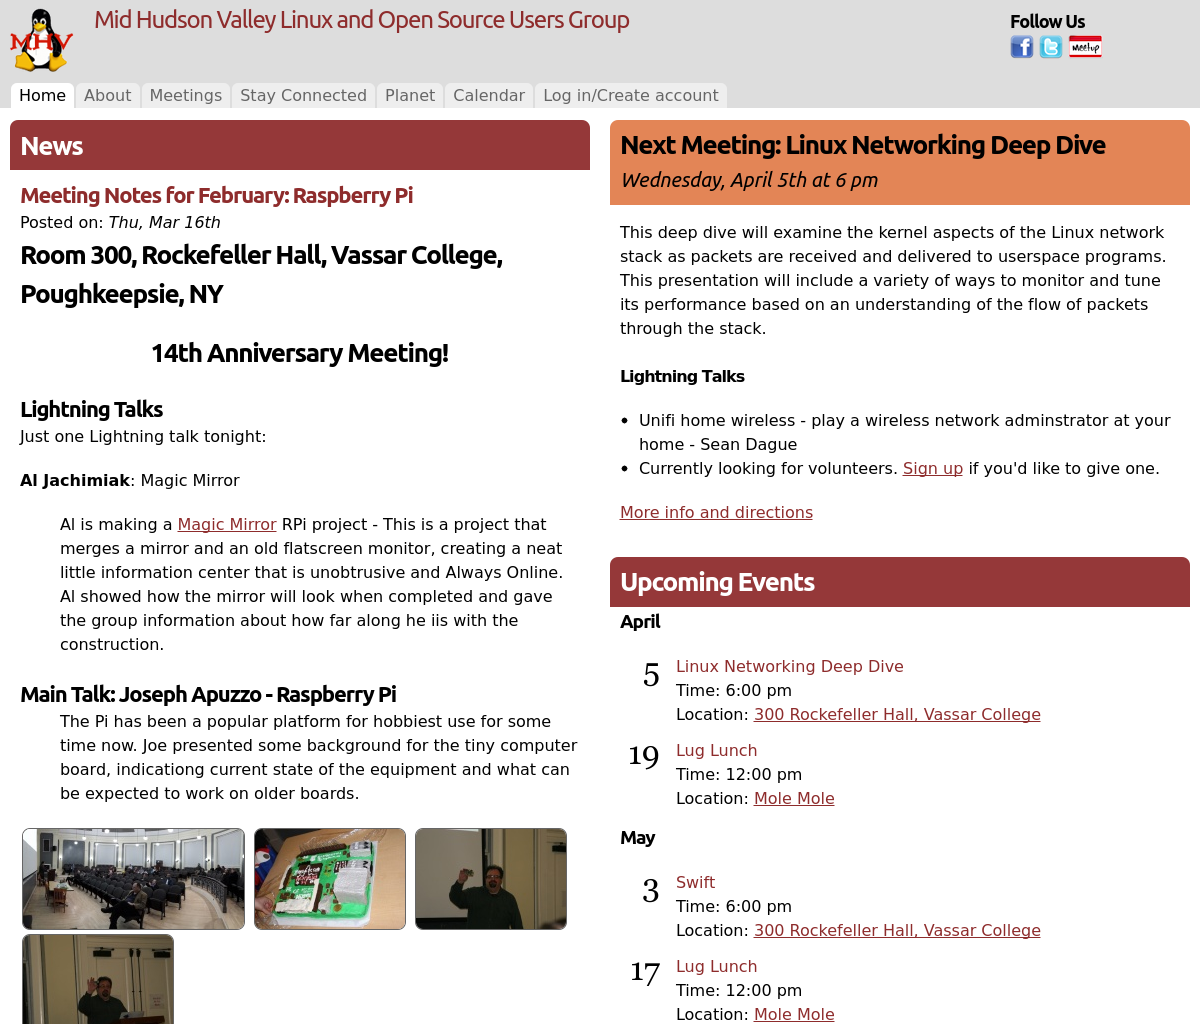 MHV
Mid Hudson Valley Linux and Open Source Users Group
Follow Us
meetup
Home
About
Meetings
Stay Connected
Planet
Calendar
Log in/Create account
News
Meeting Notes for February: Raspberry Pi
Posted on: Thu, Mar 16th
Room 300, Rockefeller Hall, Vassar College,
Poughkeepsie, NY
14th Anniversary Meeting!
Lightning Talks
Just one Lightning talk tonight:
Al Jachimiak: Magic Mirror
Al is making a Magic Mirror RPi project - This is a project that
merges a mirror and an old flatscreen monitor, creating a neat
little information center that is unobtrusive and Always Online.
Al showed how the mirror will look when completed and gave
the group information about how far along he iis with the
construction.
Main Talk: Joseph Apuzzo - Raspberry Pi
The Pi has been a popular platform for hobbiest use for some
time now. Joe presented some background for the tiny computer
board, indicationg current state of the equipment and what can
be expected to work on older boards.
Next Meeting: Linux Networking Deep Dive
Wednesday, April 5th at 6 pm
This deep dive will examine the kernel aspects of the Linux network
stack as packets are received and delivered to userspace programs.
This presentation will include a variety of ways to monitor and tune
its performance based on an understanding of the flow of packets
through the stack.
Lightning Talks
• Unifi home wireless - play a wireless network adminstrator at your
home - Sean Dague
• Currently looking for volunteers. Sign up if you'd like to give one.
More info and directions
Upcoming Events
April
5 Linux Networking Deep Dive
Time: 6:00 pm
Location: 300 Rockefeller Hall, Vassar College
19 Lug Lunch
Time: 12:00 pm
Location: Mole Mole
May
3 Swift
Time: 6:00 pm
Location: 300 Rockefeller Hall, Vassar College
17 Lug Lunch
Time: 12:00 pm
Location: Mole Mole